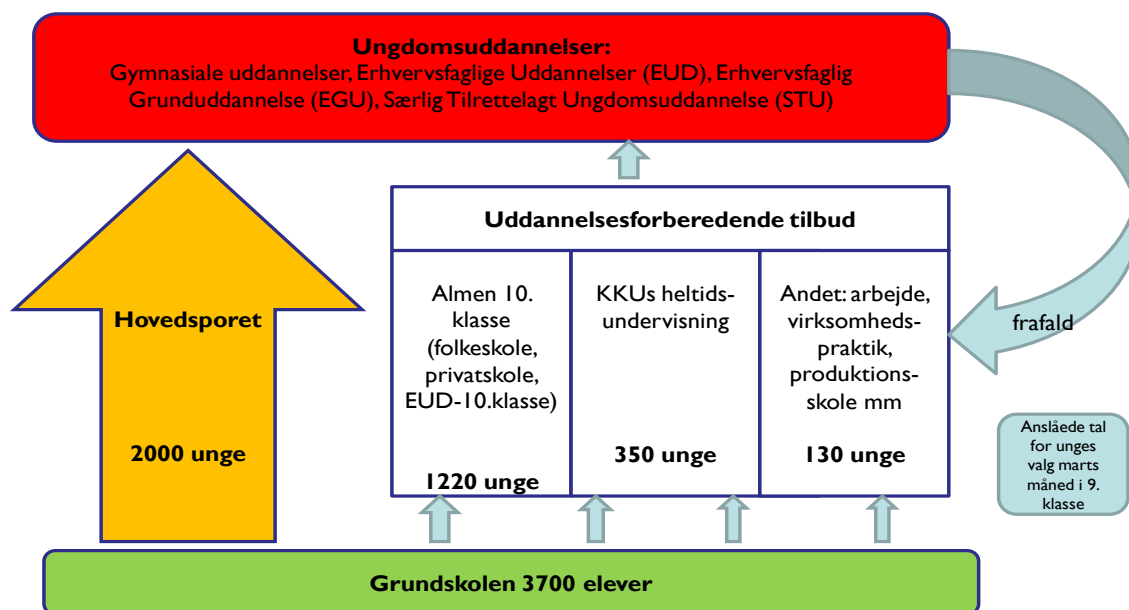 Ungdomsuddannelser:
Gymnasiale uddannelser, Erhvervsfaglige Uddannelser (EUD), Erhvervsfaglig
Grunduddannelse (EGU), Særlig Tilrettelagt Ungdomsuddannelse (STU)
Uddannelsesforberedende tilbud
Hovedsporet
2000 unge
Almen 10.
klasse
(folkeskole,
privatskole,
EUD-10.klasse)
1220 unge
KKUs heltids-
undervisning
350 unge
Andet: arbejde,
virksomheds-
praktik,
produktions-
skole mm
130 unge
frafald
Anslåede tal
for unges
valg marts
måned i 9.
klasse
Grundskolen 3700 elever